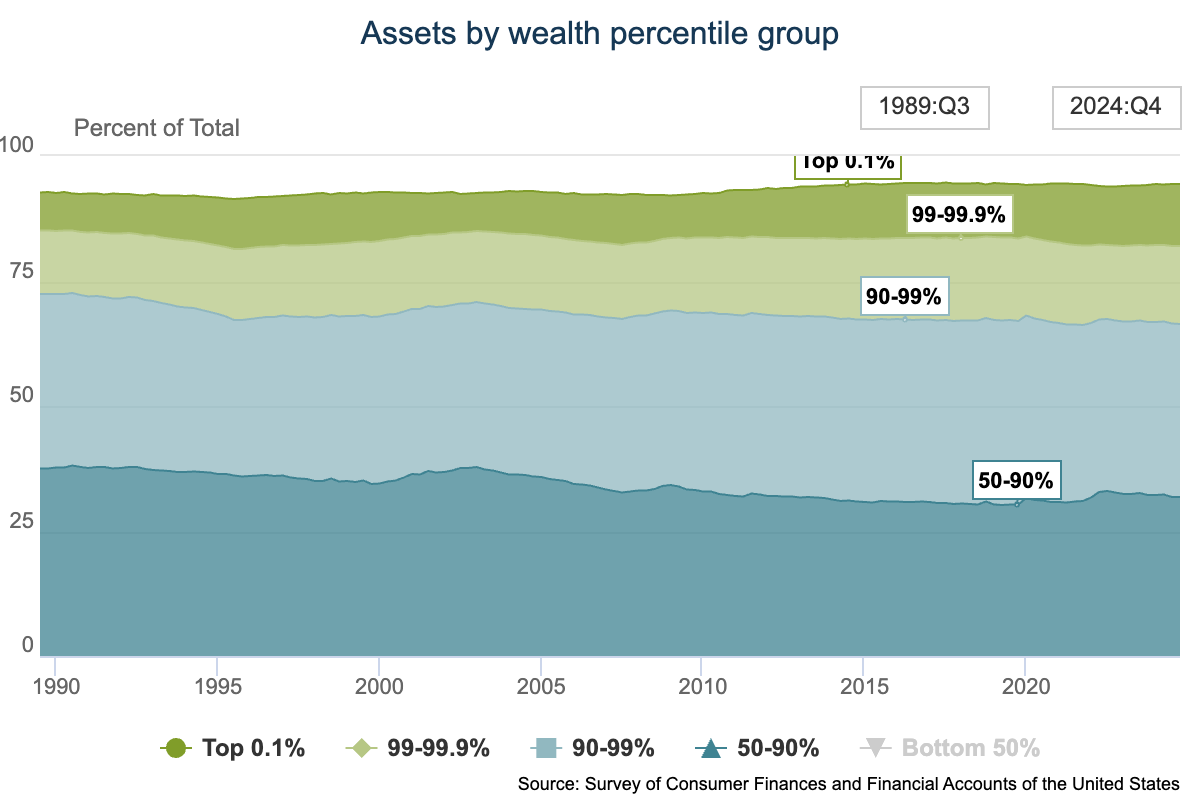 Assets by wealth percentile group
1989:Q3
2024:Q4
Percent of Total
100
Top 0.1%
99-99.9%
75
90-99%
50
50-90%
25
0
1990 1995 2000 2005 2010 2015 2020
Top 0.1% 99-99.9% 90-99% 50-90% Bottom 50%
Source: Survey of Consumer Finances and Financial Accounts of the United States